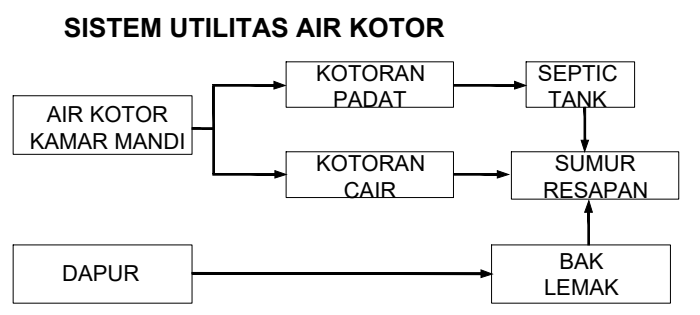 SISTEM UTILITAS AIR KOTOR
AIR KOTOR
KAMAR MANDI
KOTORAN
PADAT
SEPTIC
TANK
KOTORAN
CAIR
SUMUR
RESAPAN
DAPUR
BAK
LEMAK